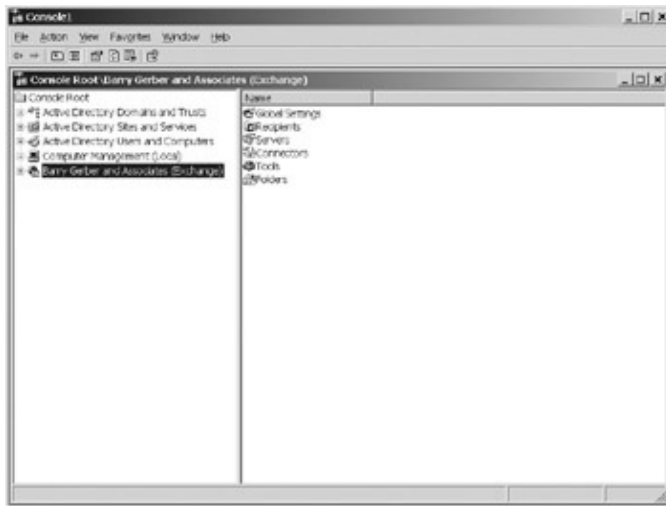 Console1
File Action View Favorites Window Help
Console Root\Barry Gerber and Associates (Exchange)
Console Root
Active Directory Domains and Trusts
Active Directory Sites and Services
Active Directory Users and Computers
Computer Management (Local)
Barry Gerber and Associates (Exchange)
Name
Global Settings
Recipients
Servers
Connectors
Tools
Folders